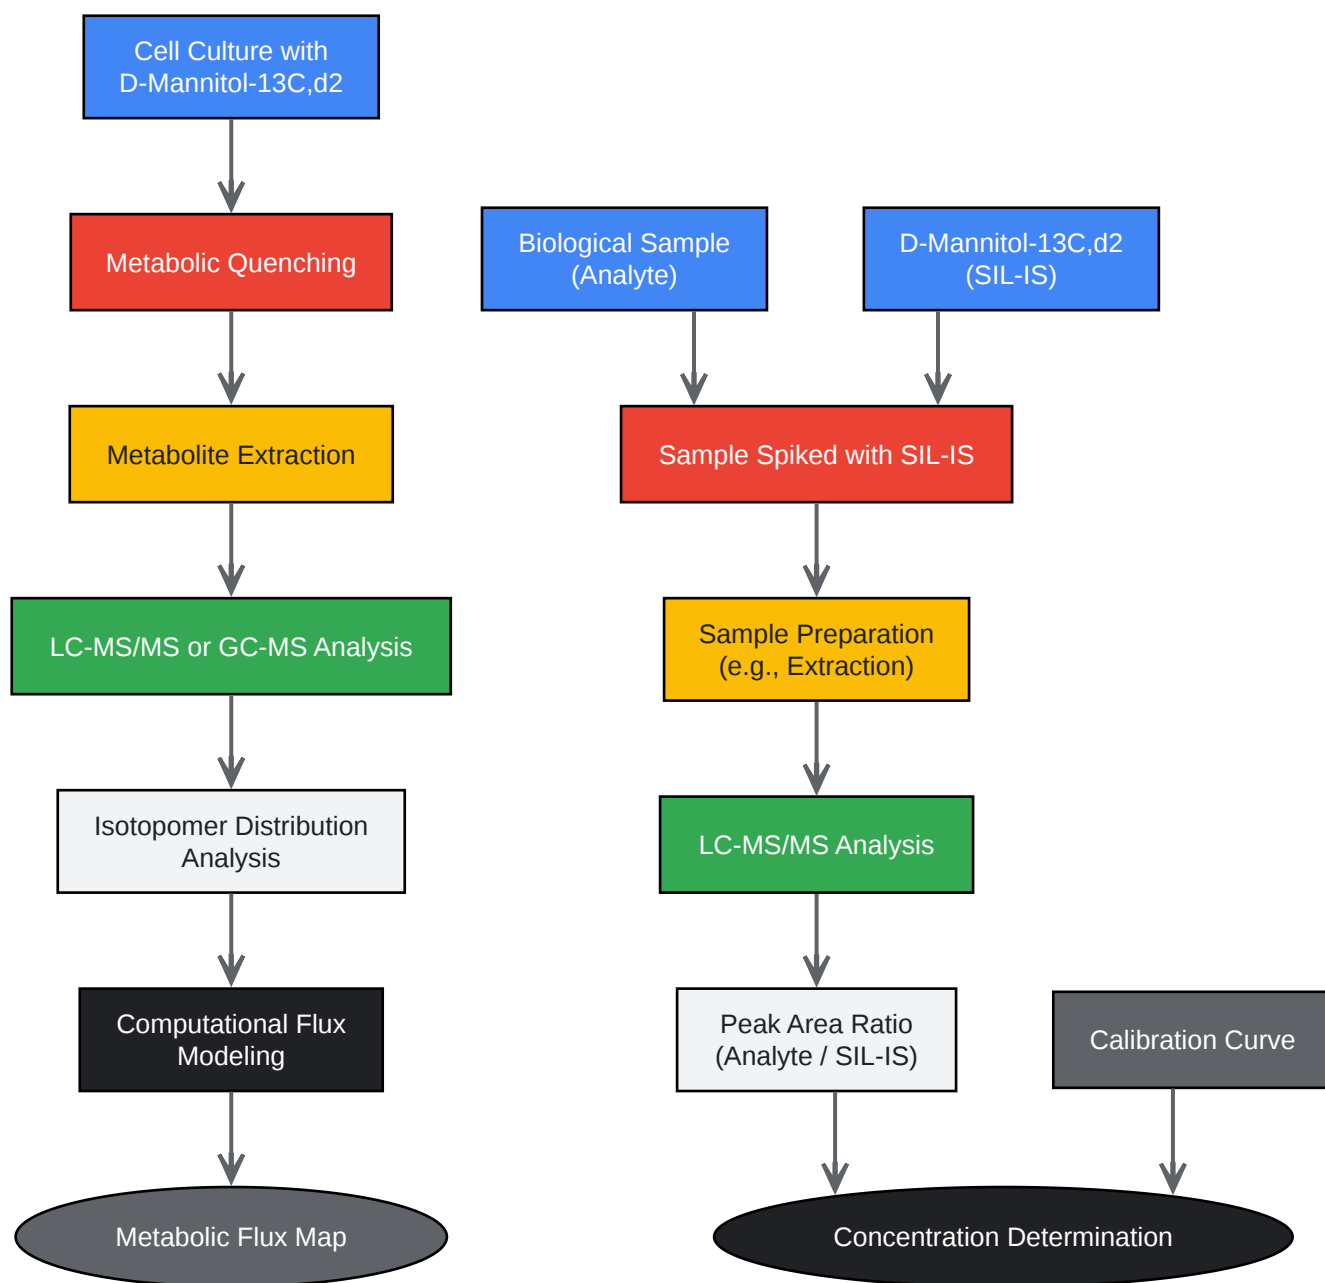 Cell Culture with
D-Mannitol-13C,d2
Metabolic Quenching
Metabolite Extraction
LC-MS/MS or GC-MS Analysis
Isotopomer Distribution
Analysis
Computational Flux
Modeling
Metabolic Flux Map
Biological Sample
(Analyte)
D-Mannitol-13C,d2
(SIL-IS)
Sample Spiked with SIL-IS
Sample Preparation
(e.g., Extraction)
LC-MS/MS Analysis
Peak Area Ratio
(Analyte / SIL-IS)
Calibration Curve
Concentration Determination